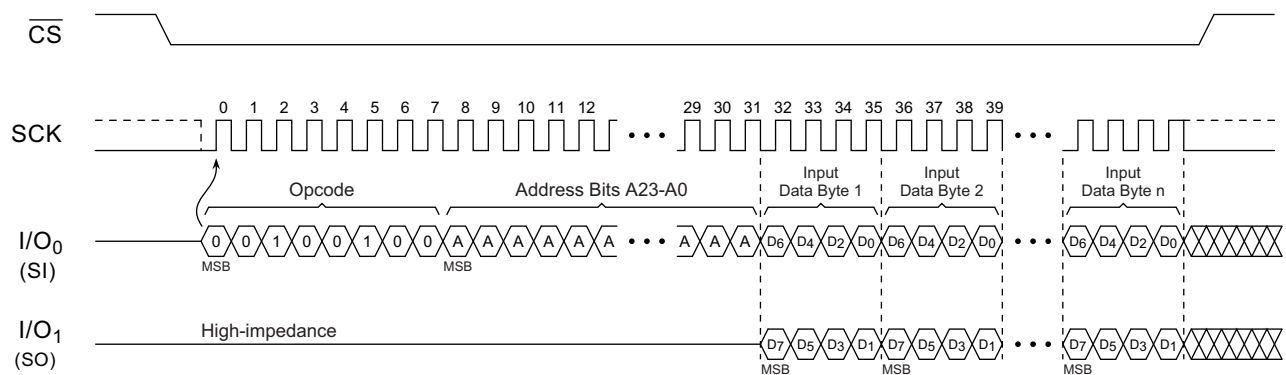 CS
0 1 2 3 4 5 6 7 8 9 10 11 12 29 30 31 32 33 34 35 36 37 38 39
SCK
Opcode Address Bits A23-A0 Input Data Byte 1 Input Data Byte 2 Input Data Byte n
I/O0 (SI) 0 0 1 0 0 1 0 0 A A A A A A A A A D6 D4 D2 D0 D6 D4 D2 D0 D6 D4 D2 D0
MSB MSB
I/O1 (SO) High-impedance D7 D5 D3 D1 D7 D5 D3 D1 D7 D5 D3 D1
MSB MSB MSB